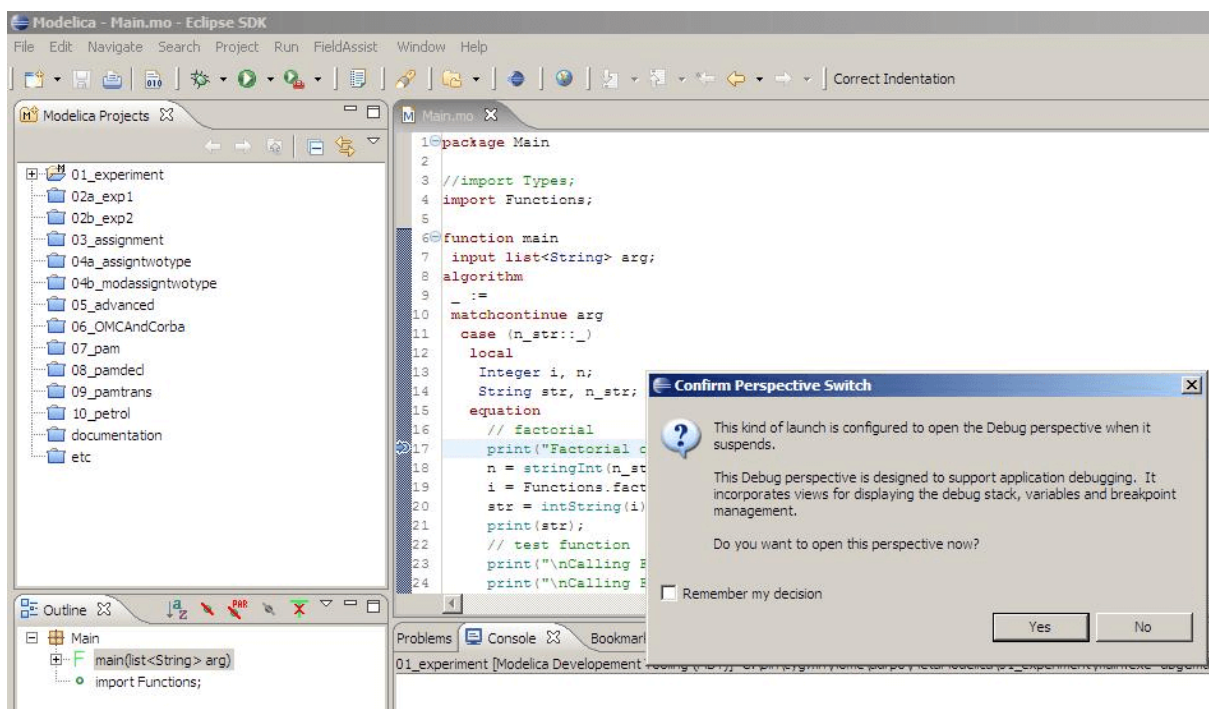 Modelica - Main.mo - Eclipse SDK
File Edit Navigate Search Project Run FieldAssist Window Help
Correct Indentation
Modelica Projects
01_experiment
02a_exp1
02b_exp2
03_assignment
04a_assigntwotype
04b_modassigntwotype
05_advanced
06_OMCAndCorba
07_pam
08_pamdecl
09_pamtrans
10_petrol
documentation
etc
Outline
Main
main(list<String> arg)
import Functions;
Main.mo
1 package Main
2
3 //import Types;
4 import Functions;
5
6 function main
7 input list<String> arg;
8 algorithm
9 _ :=
10 matchcontinue arg
11 case (n_str::_)
12 local
13 Integer i, n;
14 String str, n_str;
15 equation
16 // factorial
17 print("Factorial
18 n = stringInt(n_st
19 i = Functions.fact
20 str = intString(i)
21 print(str);
22 // test function
23 print("\nCalling
24 print("\nCalling
Problems Console Bookmar
01_experiment [Modelica Developement
Confirm Perspective Switch
This kind of launch is configured to open the Debug perspective when it
suspends.
This Debug perspective is designed to support application debugging. It
incorporates views for displaying the debug stack, variables and breakpoint
management.
Do you want to open this perspective now?
Remember my decision
Yes No